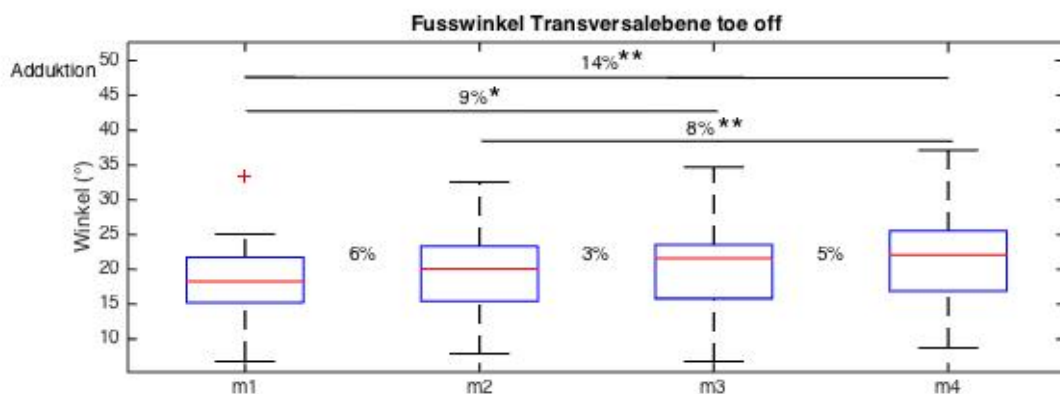 Fusswinkel Transversalebene toe off
Adduktion
Winkel (°)
50
45
40
35
30
25
20
15
10
14%**
9%*
8%**
6%
3%
5%
m1
m2
m3
m4